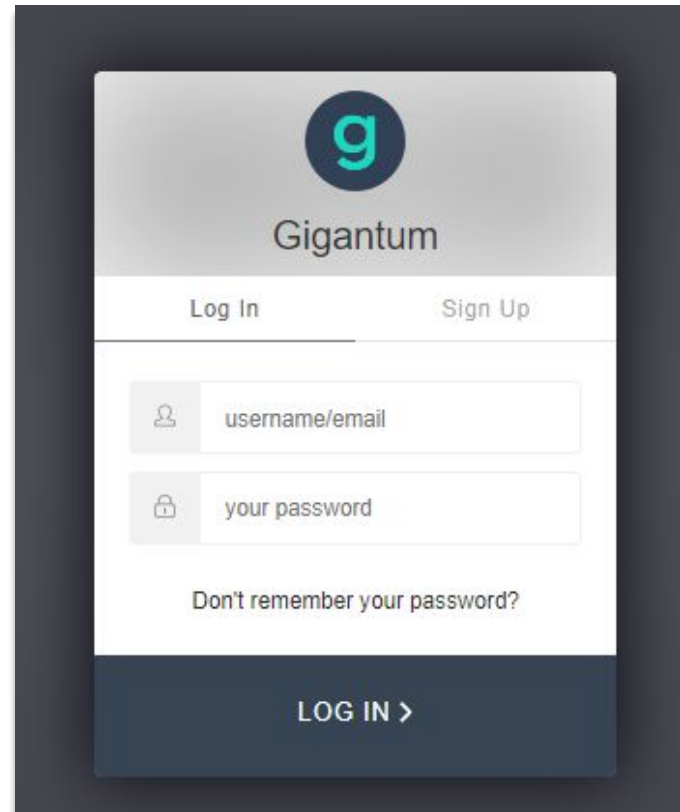 g
Gigantum
Log In Sign Up
username/email
your password
Don't remember your password?
LOG IN >